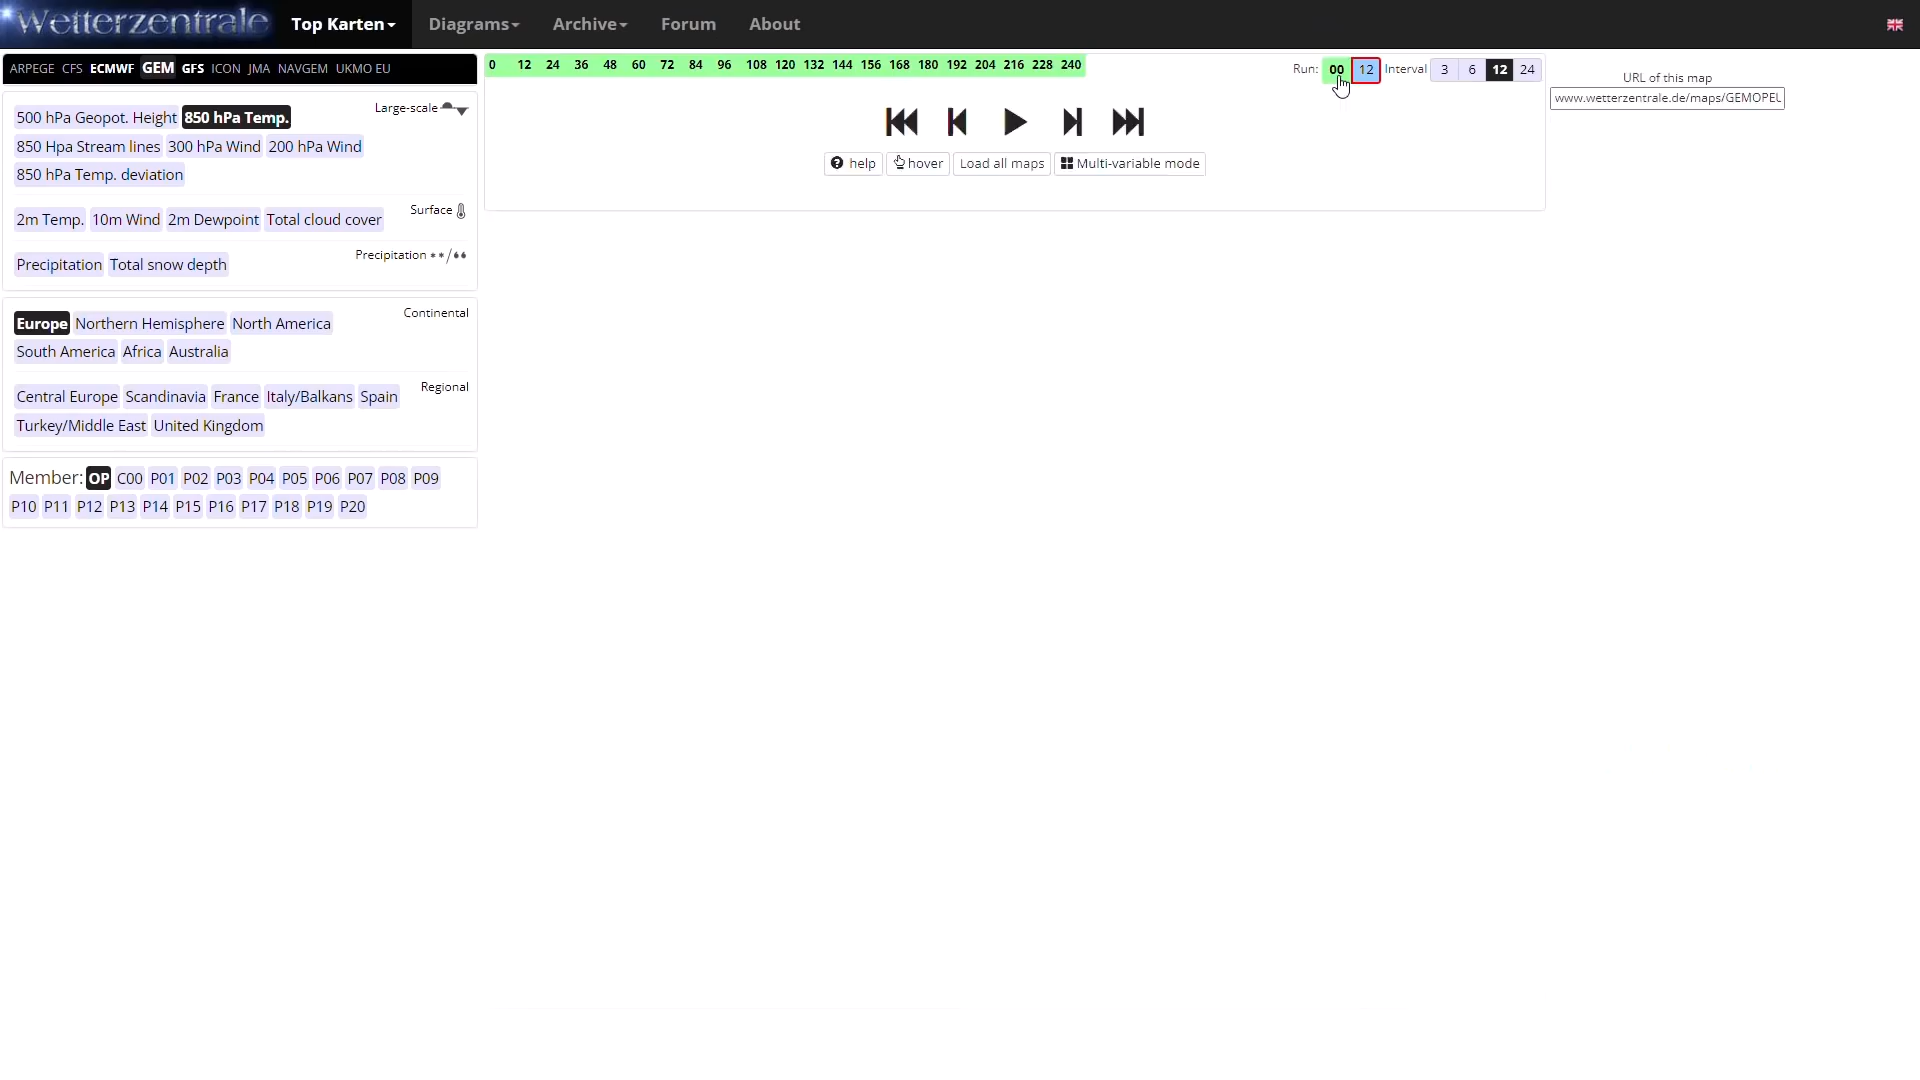 Wetterzentrale Top Karten Diagrams Archive Forum About
ARPEGE CFS ECMWF GEM GFS ICON JMA NAVGEM UKMO EU
Large-scale
500 hPa Geopot. Height 850 hPa Temp.
850 Hpa Stream lines 300 hPa Wind 200 hPa Wind
850 hPa Temp. deviation
Surface
2m Temp. 10m Wind 2m Dewpoint Total cloud cover
Precipitation **/
Precipitation Total snow depth
Continental
Europe Northern Hemisphere North America
South America Africa Australia
Regional
Central Europe Scandinavia France Italy/Balkans Spain
Turkey/Middle East United Kingdom
Member: OP C00 P01 P02 P03 P04 P05 P06 P07 P08 P09
P10 P11 P12 P13 P14 P15 P16 P17 P18 P19 P20
0 12 24 36 48 60 72 84 96 108 120 132 144 156 168 180 192 204 216 228 240
Run: 00 12 Interval 3 6 12 24
? help hover Load all maps Multi-variable mode
URL of this map
www.wetterzentrale.de/maps/GEMOPEU